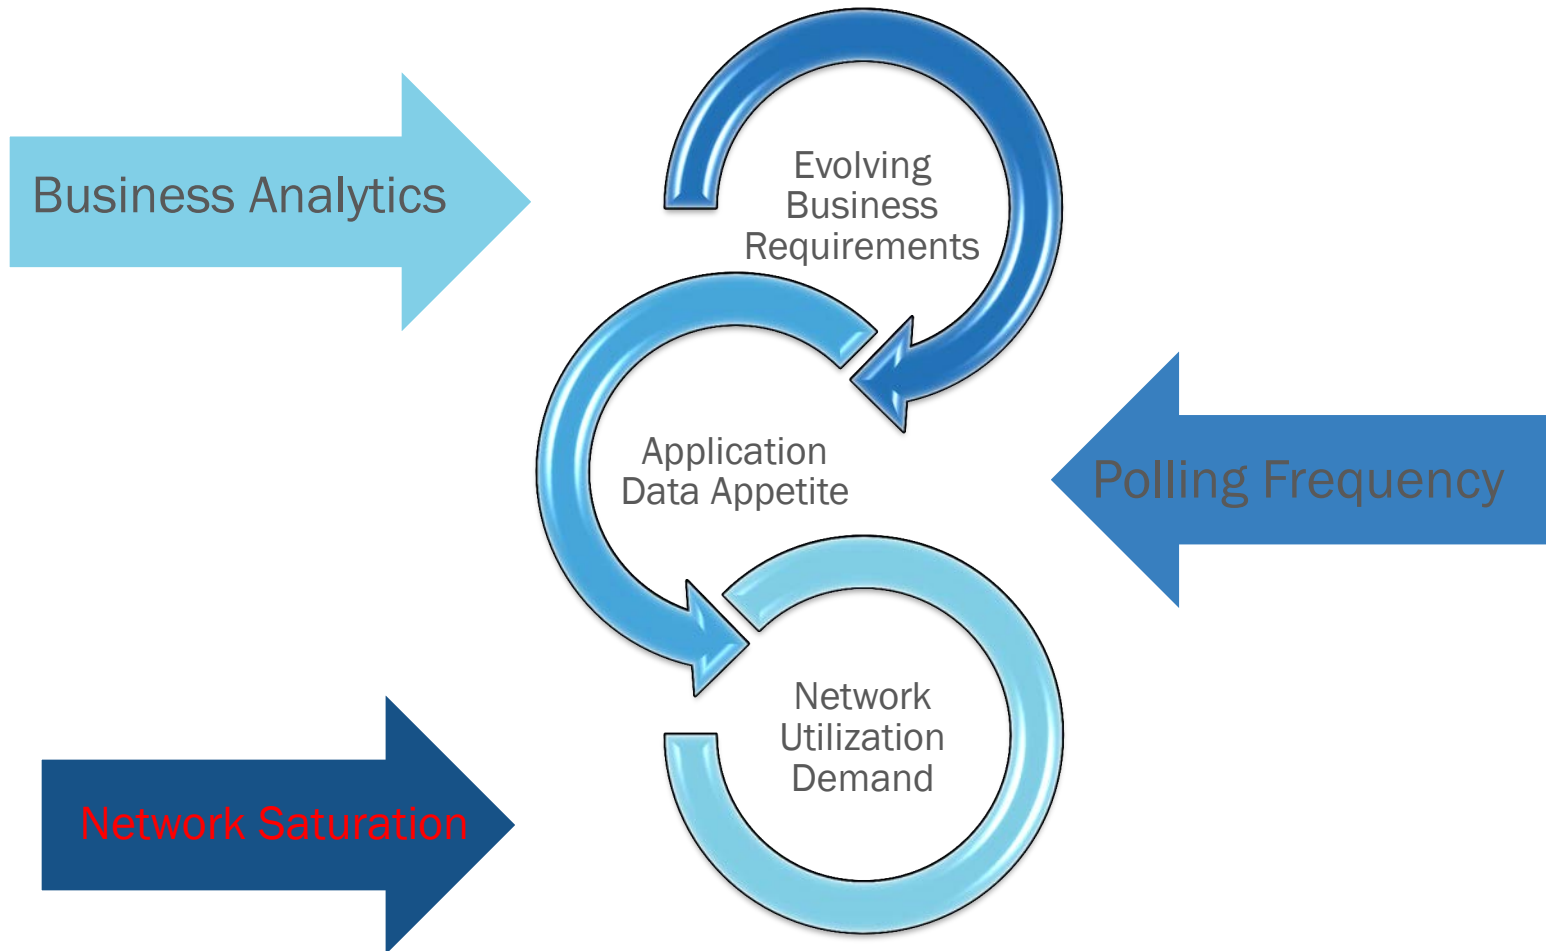 Business Analytics
Evolving
Business
Requirements
Application
Data Appetite
Polling Frequency
Network
Utilization
Demand
Network Saturation